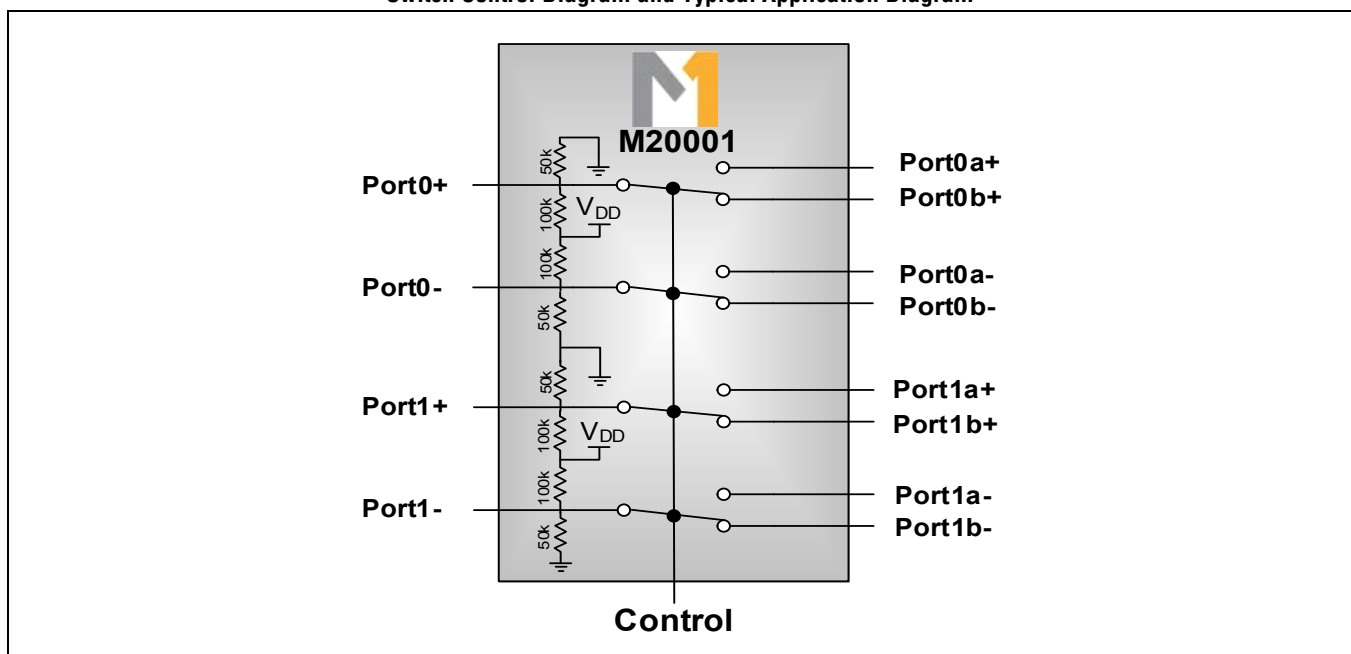 Switch Control Diagram and Typical Application Diagram
M1
M20001
50k
Port0+
Port0a+
Port0b+
100k
VDD
100k
Port0-
Port0a-
Port0b-
50k
50k
Port1+
Port1a+
Port1b+
100k
VDD
100k
Port1-
Port1a-
Port1b-
50k
Control